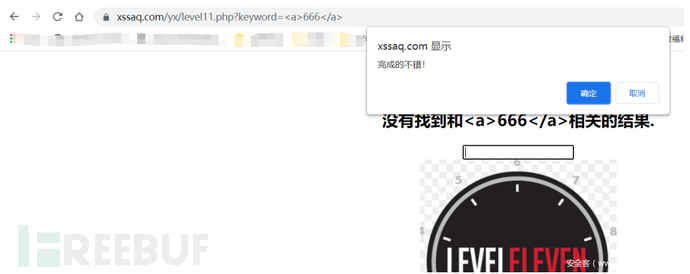 xssaq.com/yx/level11.php?keyword=<a>666</a>
xssaq.com 显示
完成的不错！
确定
取消
没有找到和<a>666</a>相关的结果.
6
5
7
8
LEVEL ELEVEN
REEBUF
安全客（ww